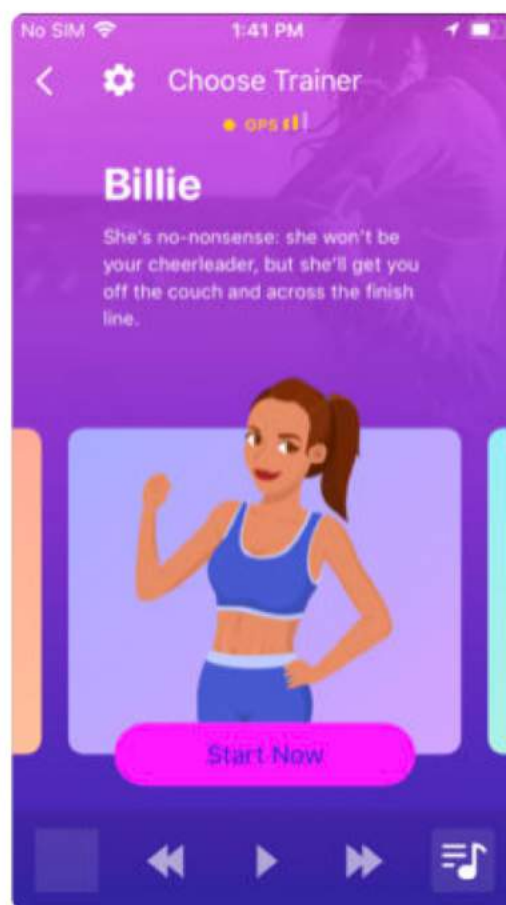 No SIM 1:41 PM
Choose Trainer
GPS
Billie
She's no-nonsense: she won't be
your cheerleader, but she'll get you
off the couch and across the finish
line.
Start Now